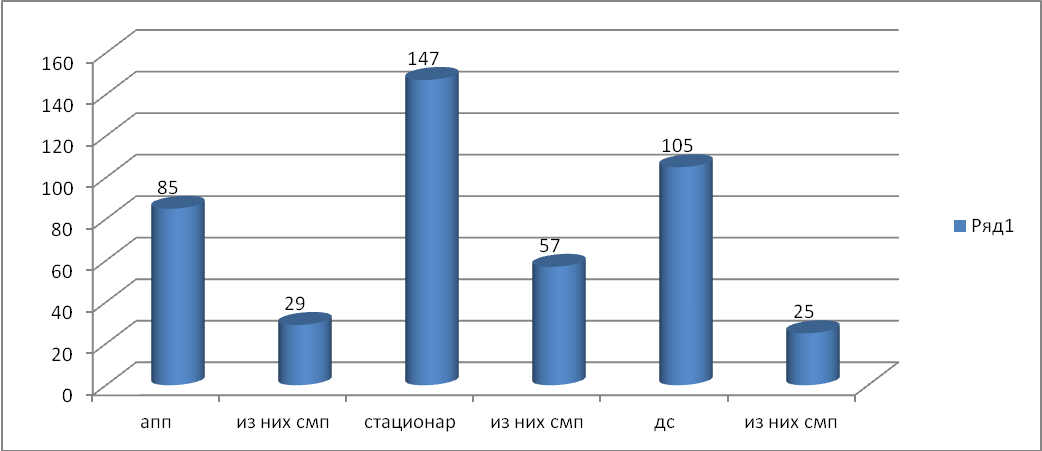 160
140
120
100
80
60
40
20
0
85
29
147
57
105
25
апп
из них смп
стационар
из них смп
дс
из них смп
Ряд1